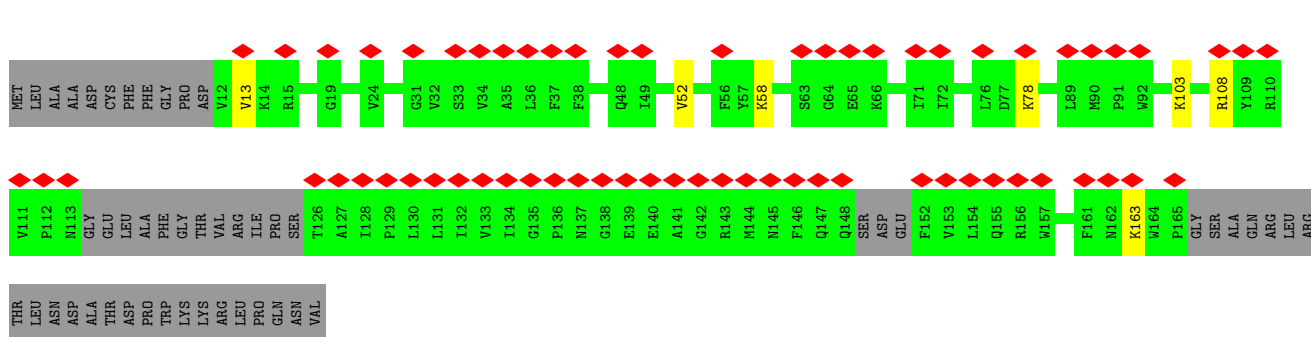 MET LEU ALA ALA ASP CYS PHE PHE GLY PRO ASP V12 V13 K14 R15 G19 V24 G31 V32 S33 V34 A35 L36 F37 F38 Q48 I49 V52 F56 Y57 K58 S63 G64 E65 K66 I71 I72 L76 D77 K78 L89 M90 P91 W92 K103 R108 Y109 R110
V111 P112 N113 GLY GLU LEU ALA PHE GLY THR VAL ARG ILE PRO SER T126 A127 I128 P129 L130 L131 I132 V133 I134 G135 P136 N137 G138 E139 E140 A141 G142 R143 M144 N145 F146 Q147 Q148 SER ASP GLU F152 V153 L154 Q155 R156 W157 F161 N162 K163 W164 P165 GLY SER ALA GLN ARG LEU ARG
THR LEU ASN ASP ALA THR ASP PRO TRP LYS LYS ARG LEU PRO GLN ASN VAL